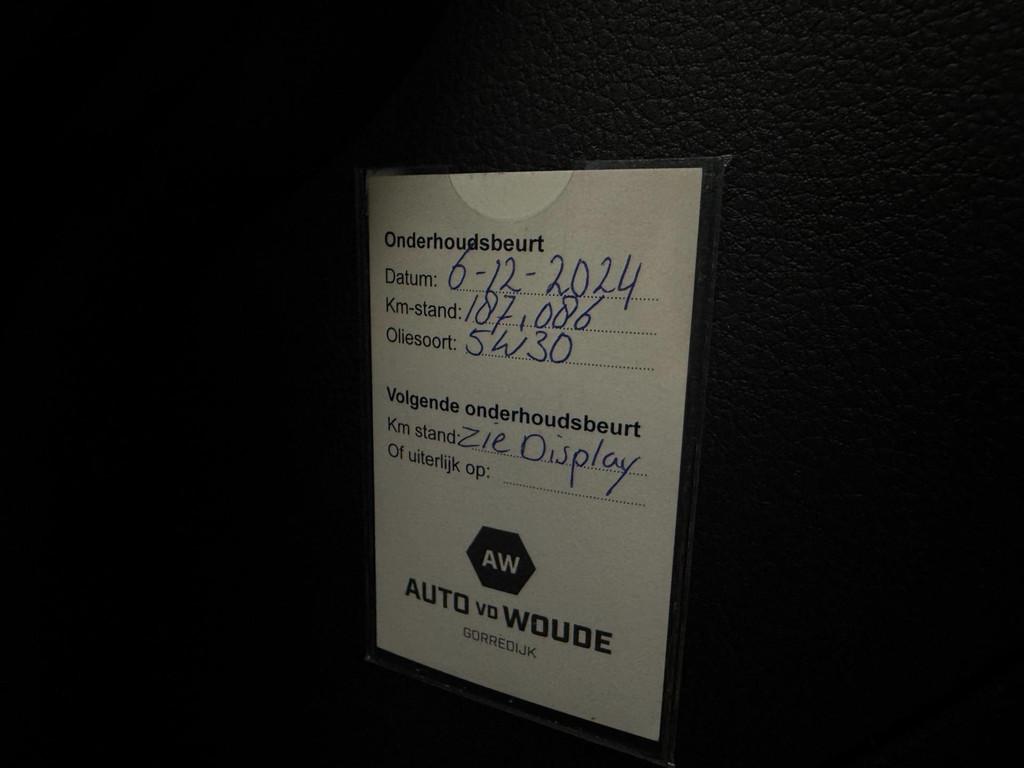 Onderhoudsbeurt
Datum: 6-12-2024
Km-stand: 187.086
Oliesoort: 5W30
Volgende onderhoudsbeurt
Km stand: Zie Display
Of uiterlijk op:
AW
AUTO VD WOUDE
GORREDIJK